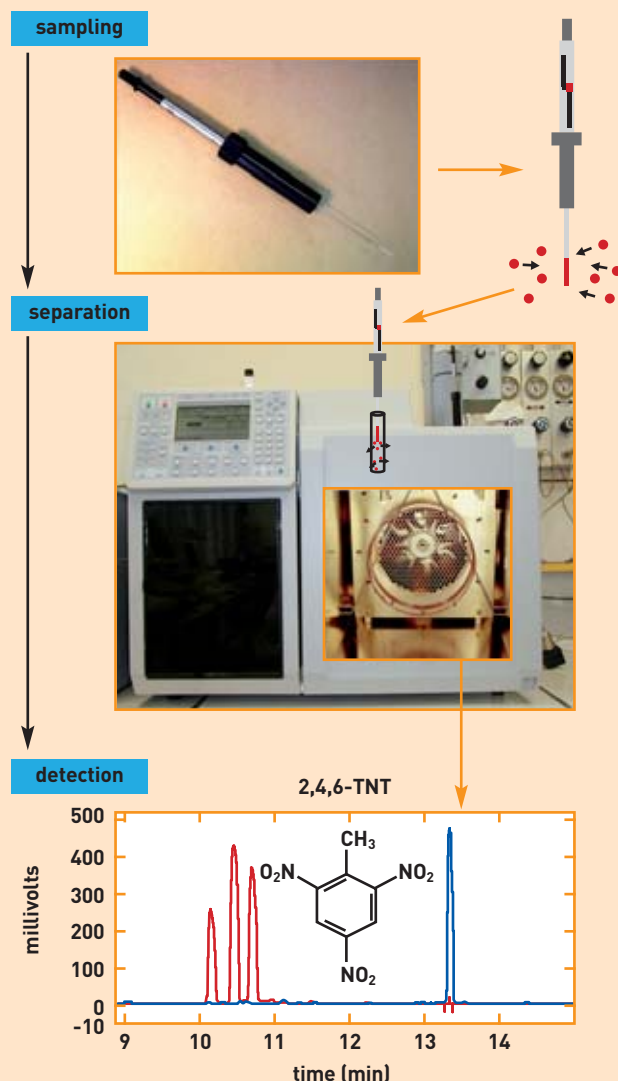 sampling
separation
detection
2,4,6-TNT
500
400
300
200
100
0
-10
millivolts
CH₃
O₂N
NO₂
NO₂
9 10 11 12 13 14
time (min)